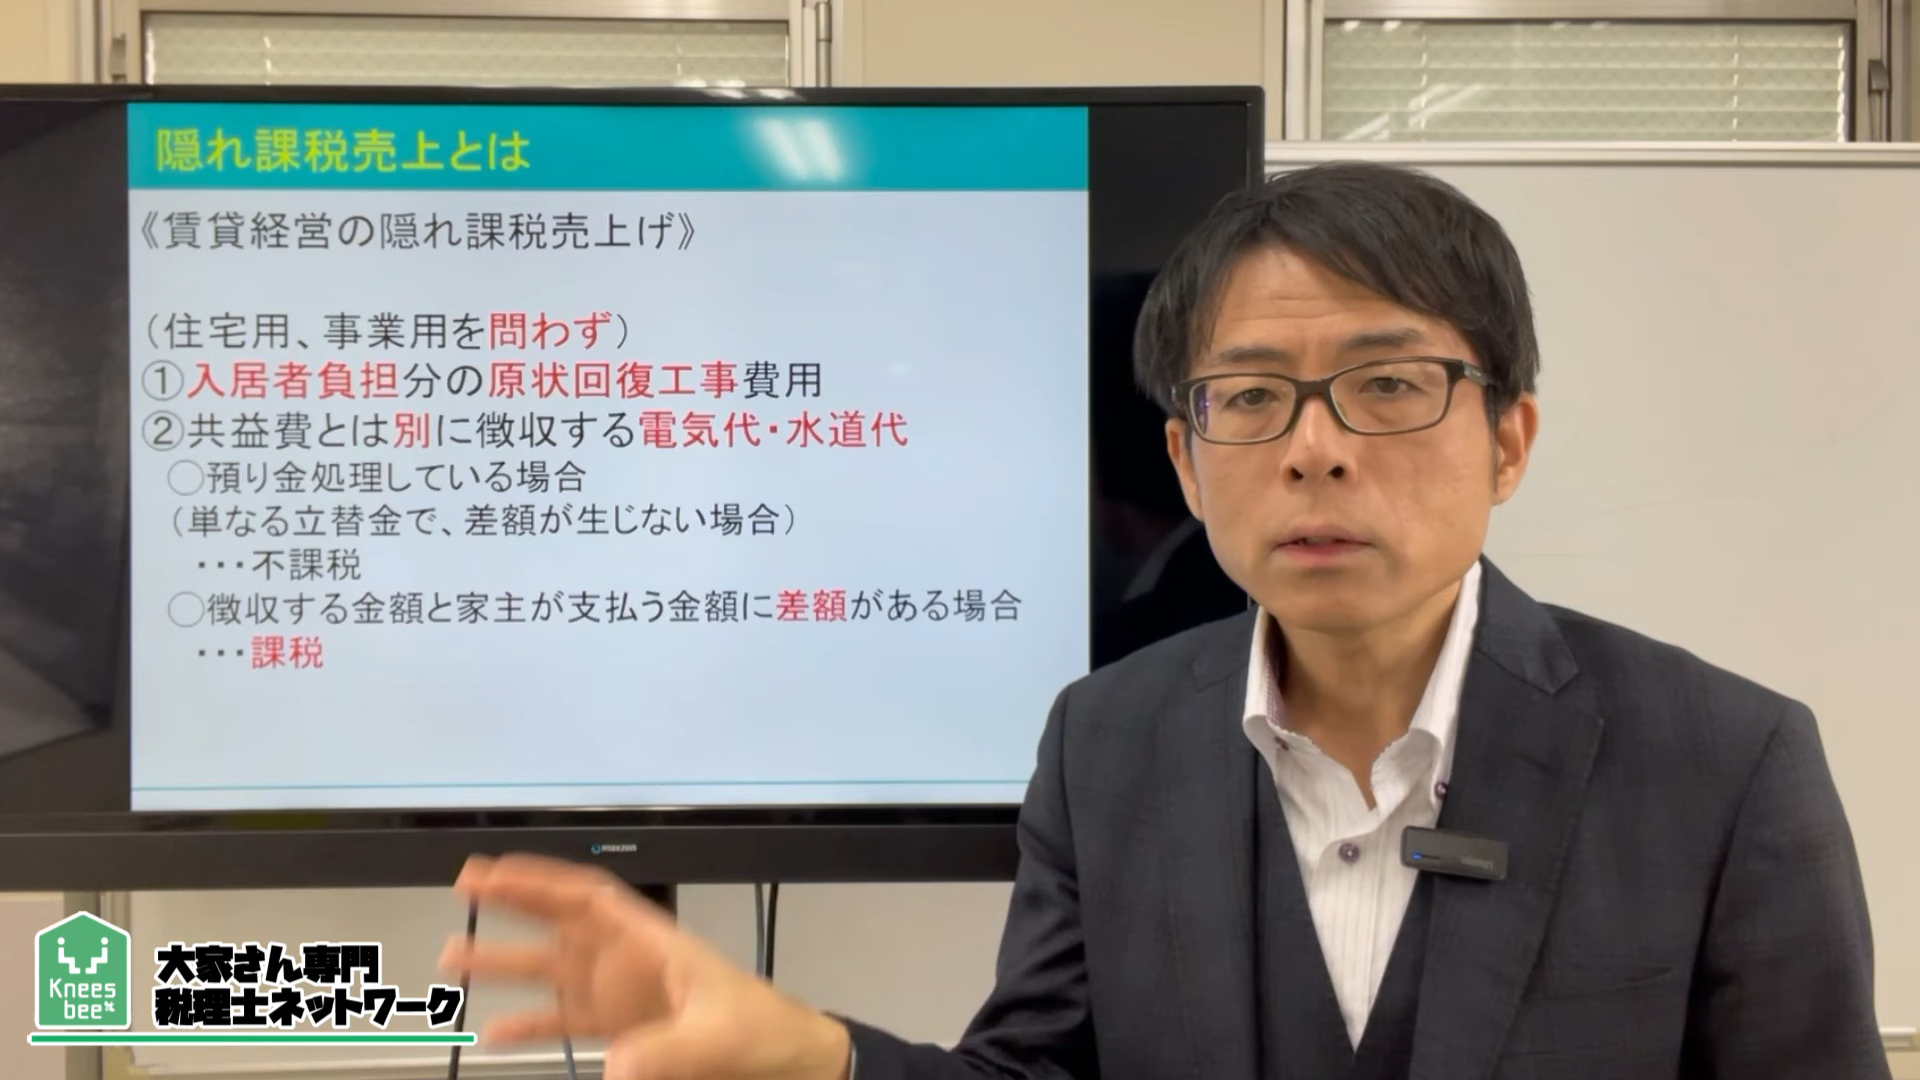 隠れ課税売上とは
《賃貸経営の隠れ課税売上げ》
（住宅用、事業用を問わず）
①入居者負担分の原状回復工事費用
②共益費とは別に徴収する電気代・水道代
○預り金処理している場合
（単なる立替金で、差額が生じない場合）
・・・不課税
○徴収する金額と家主が支払う金額に差額がある場合
・・・課税
maxzen
Knees
bee
大家さん専門
税理士ネットワーク